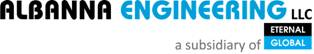 ALBANNA ENGINEERING LLC
a subsidiary of ETERNAL GLOBAL